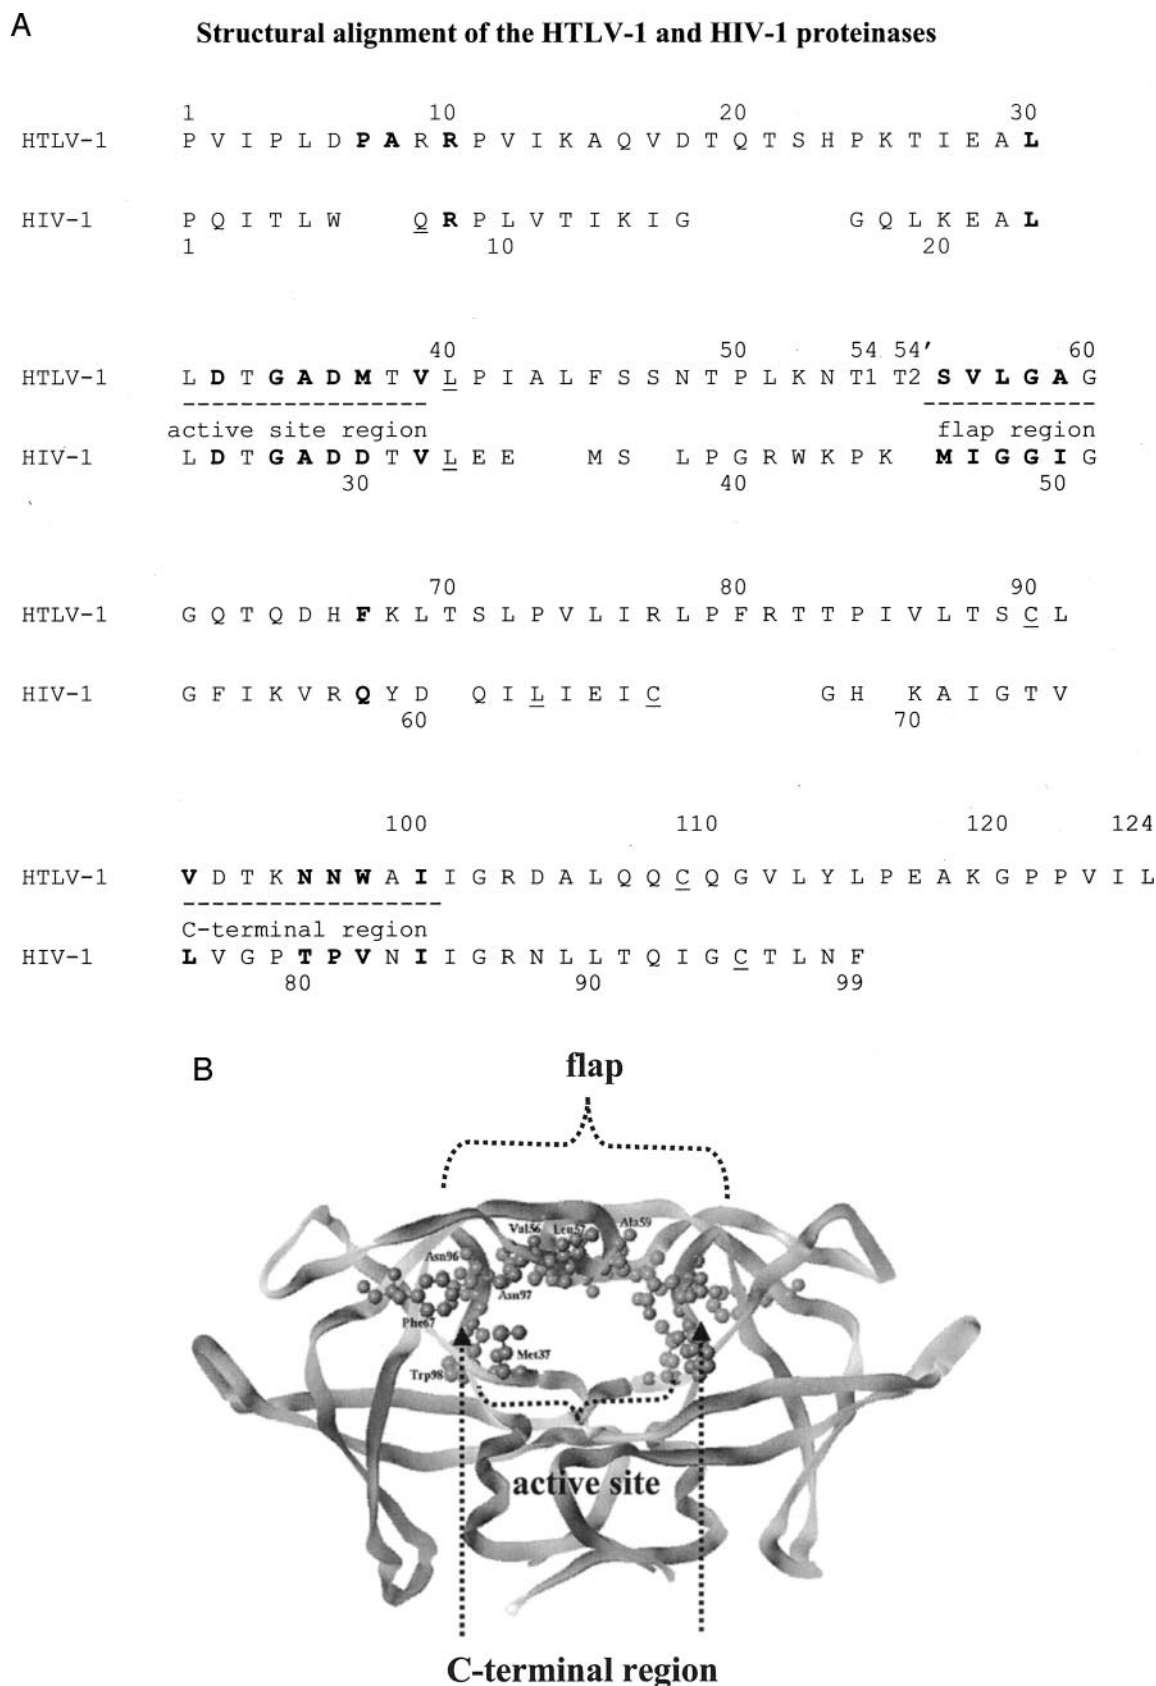 A
Structural alignment of the HTLV-1 and HIV-1 proteinases
1 10 20 30
HTLV-1 P V I P L D P A R R P V I K A Q V D T Q T S H P K T I E A L
HIV-1 P Q I T L W Q R P L V T I K I G G Q L K E A L
1 10 20
40 50 54 54' 60
HTLV-1 L D T G A D M T V L P I A L F S S N T P L K N T1 T2 S V L G A G
active site region flap region
HIV-1 L D T G A D D T V L E E M S L P G R W K P K M I G G I G
30 40 50
70 80 90
HTLV-1 G Q T Q D H F K L T S L P V L I R L P F R T T P I V L T S C L
HIV-1 G F I K V R Q Y D Q I L I E I C G H K A I G T V
60 70
100 110 120 124
HTLV-1 V D T K N N W A I I G R D A L Q Q C Q G V L Y L P E A K G P P V I L
C-terminal region
HIV-1 L V G P T P V N I I G R N L L T Q I G C T L N F
80 90 99
B
flap
Val56 Leu57 Ala59
Asn96
Asn97
Phe67
Met37
Trp98
active site
C-terminal region